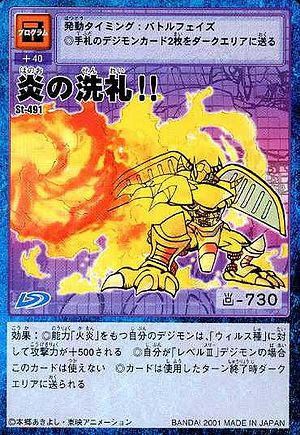 プログラム
+40
発動タイミング：バトルフェイズ
◎手札のデジモンカード2枚をダークエリアに送る
炎の洗礼!!
St-491
-730
効果：◎能力「火炎」をもつ自分のデジモンは、「ウィルス種」に対
して攻撃力が+500される ◎自分が「レベルⅢ」デジモンの場合
このカードは使えない ◎カードは使用したターン終了時ダーク
エリアに送られる
©本郷あきよし・東映アニメーション
BANDAI 2001 MADE IN JAPAN